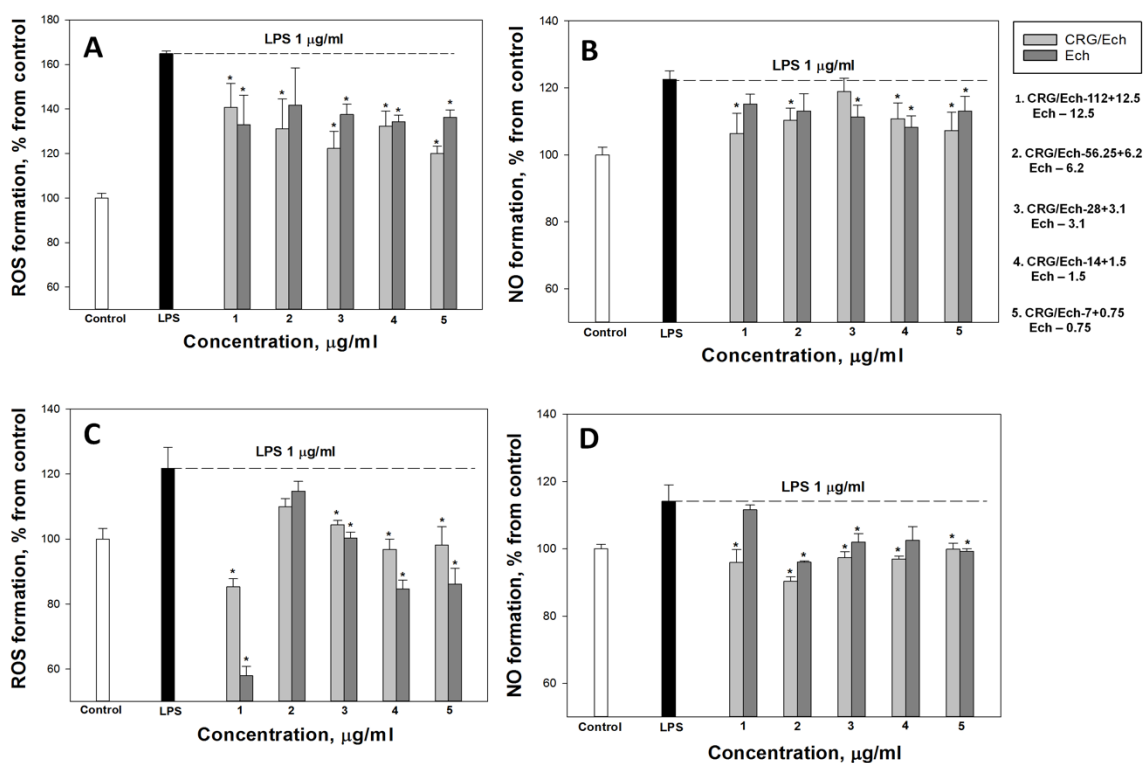 A
LPS 1 μg/ml
ROS formation, % from control
160
180
160
140
120
100
80
60
* * * * * * * * *
Control
LPS
1
2
3
4
5
Concentration, μg/ml
B
LPS 1 μg/ml
NO formation, % from control
140
120
100
80
60
* * * * * * *
Control
LPS
1
2
3
4
5
Concentration, μg/ml
CRG/Ech
Ech
1. CRG/Ech-112+12.5
Ech – 12.5
2. CRG/Ech-56.25+6.2
Ech – 6.2
3. CRG/Ech-28+3.1
Ech – 3.1
4. CRG/Ech-14+1.5
Ech – 1.5
5. CRG/Ech-7+0.75
Ech – 0.75
C
LPS 1 μg/ml
ROS formation, % from control
140
120
100
80
60
* * * * * * * *
Control
LPS
1
2
3
4
5
Concentration, μg/ml
D
LPS 1 μg/ml
NO formation, % from control
140
120
100
80
60
* * * * * * * *
Control
LPS
1
2
3
4
5
Concentration, μg/ml